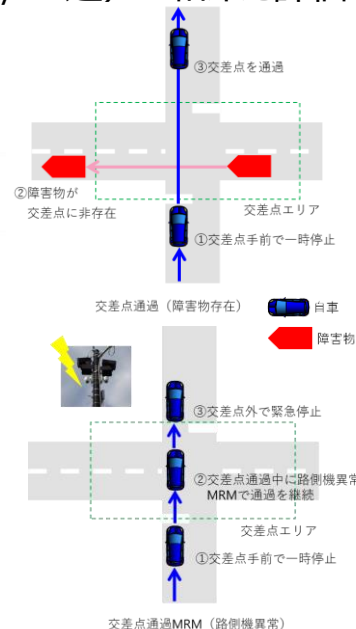 ③交差点を通過
②障害物が
交差点に非存在
交差点エリア
①交差点手前で一時停止
交差点通過（障害物存在）
自車
障害物
③交差点外で緊急停止
②交差点通過中に路側機異常
MRMで通過を継続
交差点エリア
①交差点手前で一時停止
交差点通過MRM（路側機異常）